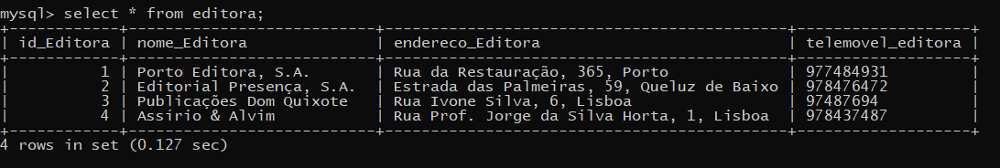 mysql> select * from editora;
+------------+---------------------------+------------------------------------------+-------------------+
| id_Editora | nome_Editora              | endereco_Editora                         | telemovel_editora |
+------------+---------------------------+------------------------------------------+-------------------+
|          1 | Porto Editora, S.A.       | Rua da Restauração, 365, Porto           | 977484931         |
|          2 | Editorial Presença, S.A.  | Estrada das Palmeiras, 59, Queluz de Baixo | 978476472         |
|          3 | Publicações Dom Quixote   | Rua Ivone Silva, 6, Lisboa               | 97487694          |
|          4 | Assírio & Alvim           | Rua Prof. Jorge da Silva Horta, 1, Lisboa | 978437487         |
+------------+---------------------------+------------------------------------------+-------------------+
4 rows in set (0.127 sec)